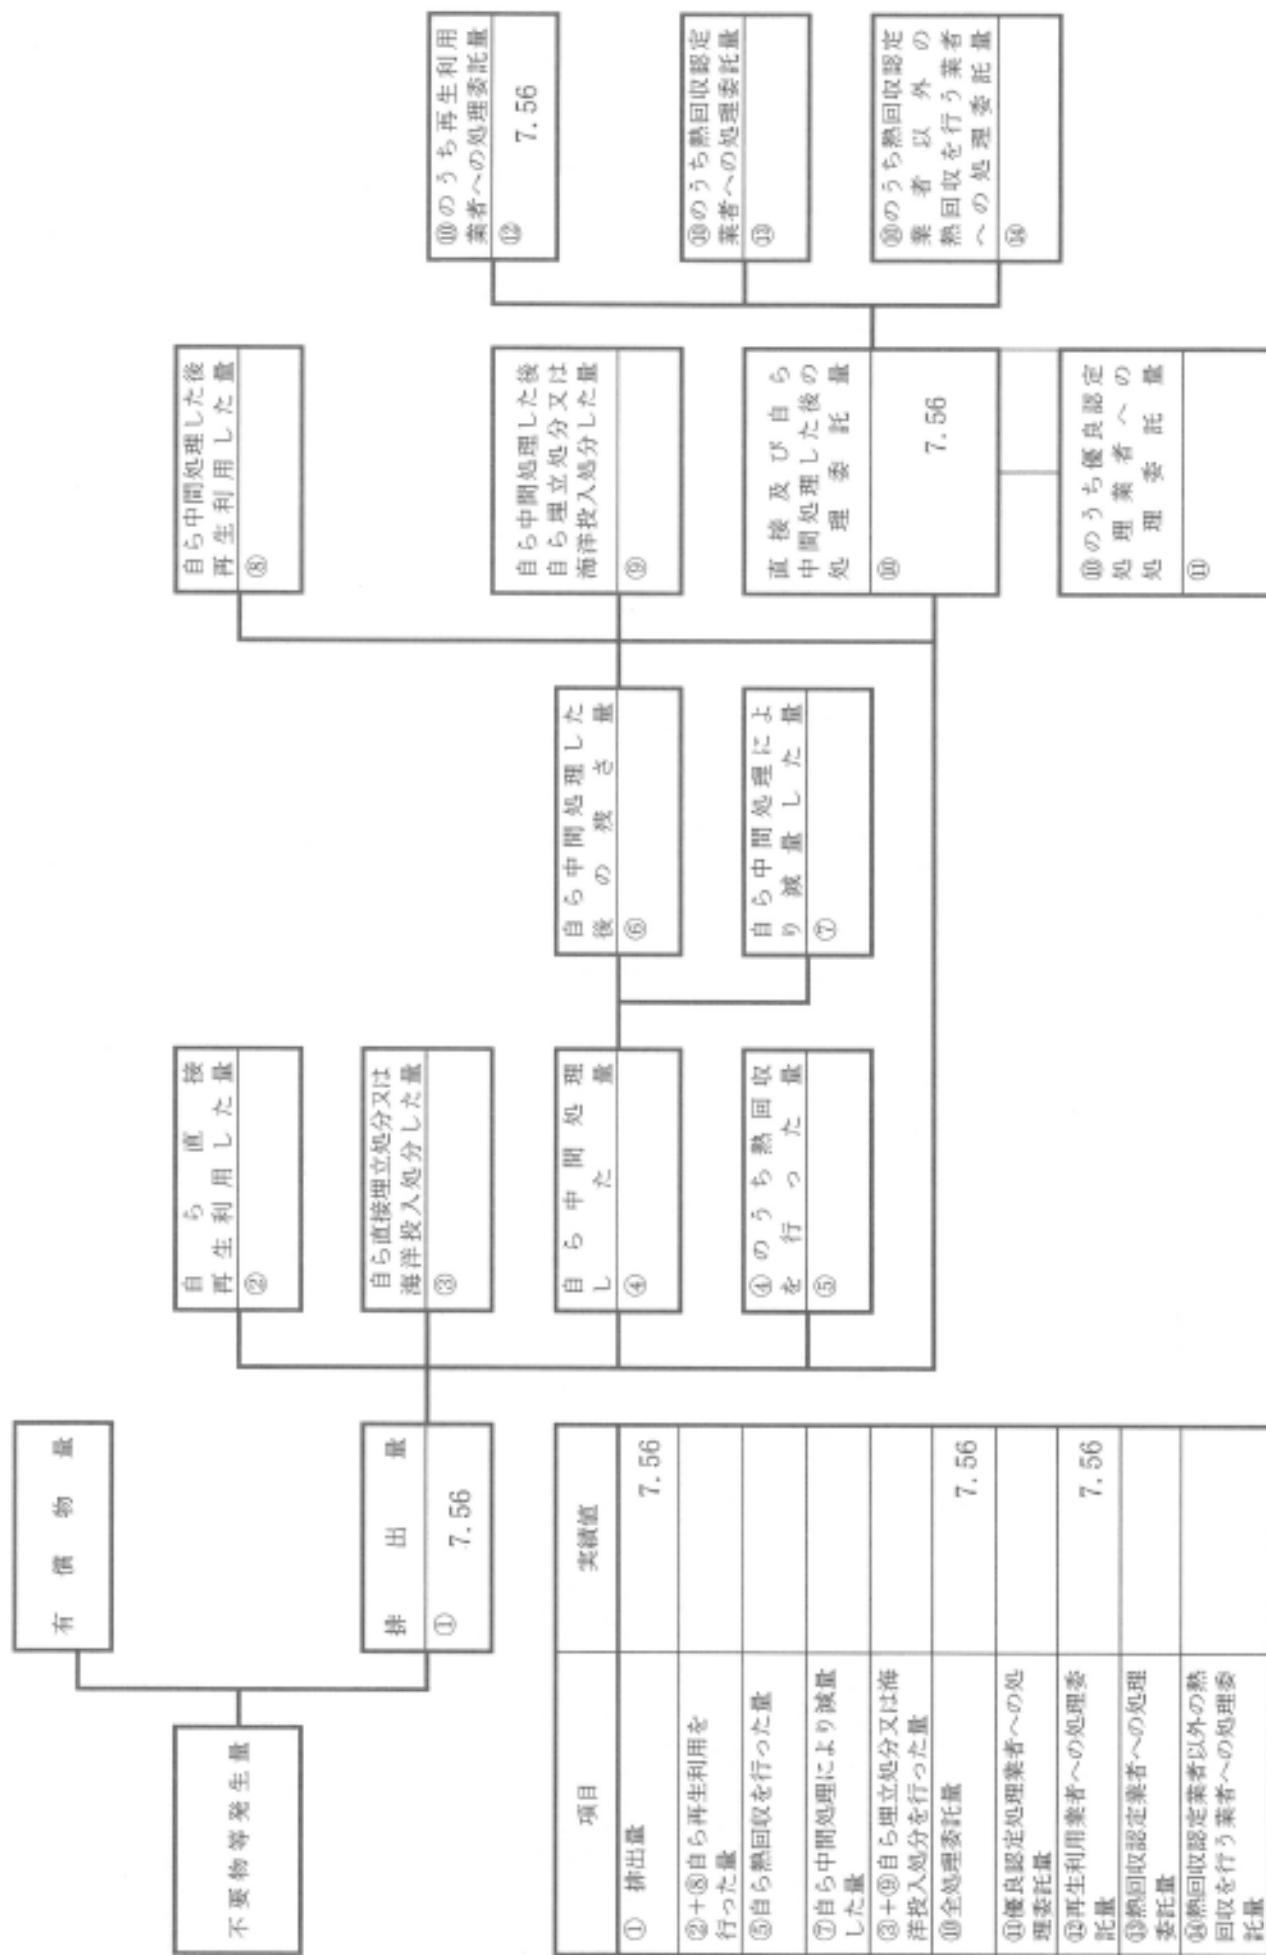 不要物等発生量
有償物量
排出量
① 7.56
自ら直接
再生利用した量
②
自ら直接埋立処分又は
海洋投入処分した量
③
自ら中間処理
した量
④
④のうち熱回収
を行った量
⑤
自ら中間処理した
後の残さ量
⑥
自ら中間処理によ
り減量した量
⑦
自ら中間処理した後
再生利用した量
⑧
自ら中間処理した後
自ら埋立処分又は
海洋投入処分した量
⑨
直接及び自ら
中間処理した後の
処理委託量
⑩ 7.56
⑩のうち優良認定
処理業者への
処理委託量
⑪
⑩のうち再生利用
業者への処理委託量
⑫ 7.56
⑩のうち熱回収認定
業者への処理委託量
⑬
⑩のうち熱回収認定
業者以外の
熱回収を行う業者
への処理委託量
⑭
項目 実績値
① 排出量 7.56
②+⑧自ら再生利用を
行った量
⑤自ら熱回収を行った量
⑦自ら中間処理により減量
した量
③+⑨自ら埋立処分又は海
洋投入処分を行った量
⑩全処理委託量 7.56
⑪優良認定処理業者への処
理委託量
⑫再生利用業者への処理委
託量 7.56
⑬熱回収認定業者への処理
委託量
⑭熱回収認定業者以外の熱
回収を行う業者への処理委
託量